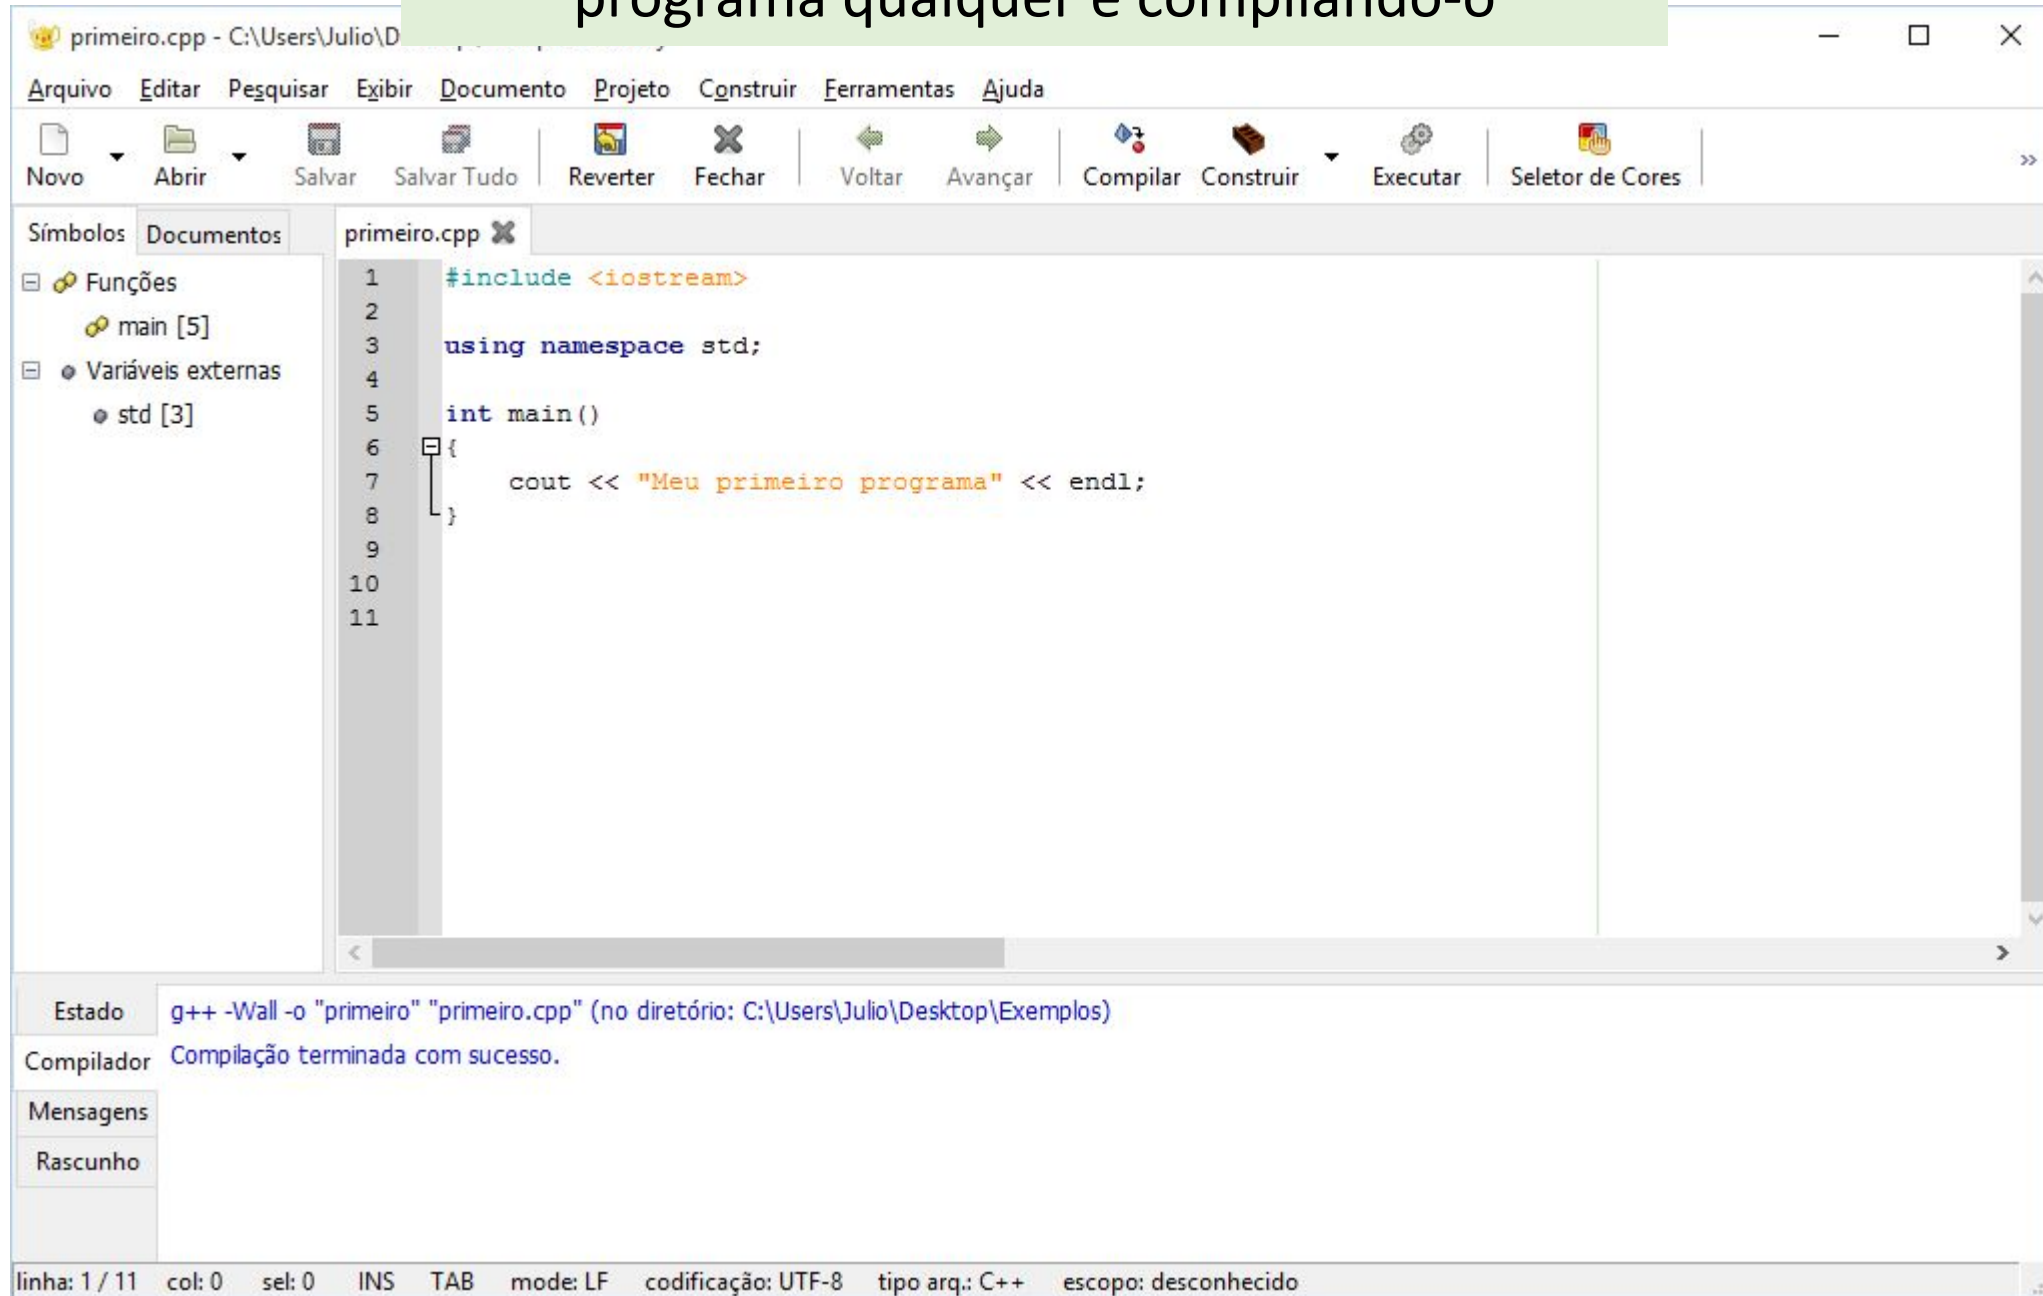 programa qualquer e compilando-o
primeiro.cpp - C:\Users\Julio\D
Arquivo Editar Pesquisar Exibir Documento Projeto Construir Ferramentas Ajuda
Novo Abrir Salvar Salvar Tudo Reverter Fechar Voltar Avançar Compilar Construir Executar Seletor de Cores »
Símbolos Documentos primeiro.cpp
Funções
main [5]
Variáveis externas
std [3]
1 #include <iostream>
2
3 using namespace std;
4
5 int main()
6 {
7 cout << "Meu primeiro programa" << endl;
8 }
9
10
11
Estado
Compilador
Mensagens
Rascunho
g++ -Wall -o "primeiro" "primeiro.cpp" (no diretório: C:\Users\Julio\Desktop\Exemplos)
Compilação terminada com sucesso.
linha: 1 / 11 col: 0 sel: 0 INS TAB mode: LF codificação: UTF-8 tipo arq.: C++ escopo: desconhecido